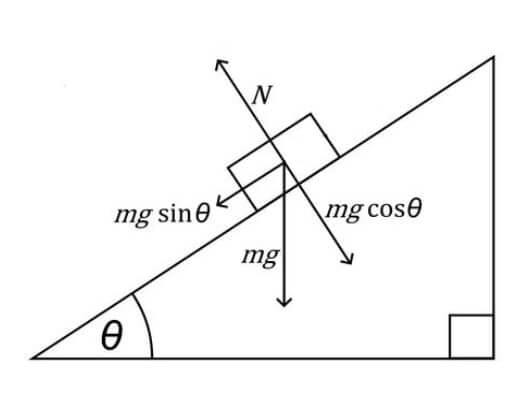 N
mg sinθ
mg cosθ
mg
θ